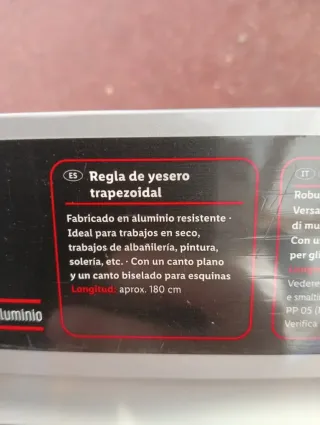 ES Regla de yesero
trapezoidal
Fabricado en aluminio resistente ·
Ideal para trabajos en seco,
trabajos de albañilería, pintura,
solería, etc. · Con un canto plano
y un canto biselado para esquinas
Longitud: aprox. 180 cm
luminio
IT
Robu
Versa
di mu
Con u
per gli
Vedere
e smalti
PP 05 (
Verifica